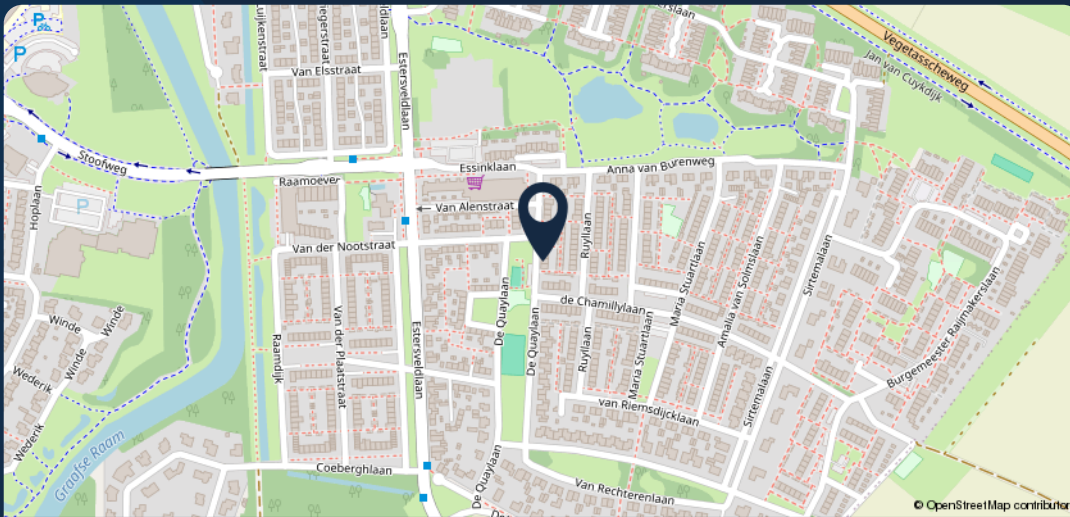 P
P
Luijkenstraat
Estersveldlaan
Van Elsstraat
Vegetasscheweg
Jan van Cuykdijk
Stoofweg
Essinklaan
Anna van Burenweg
Raamoever
Hoplaan
P
← Van Alenstraat
Ruyllaan
Van der Nootstraat
Maria Stuartlaan
Amalia van Solmslaan
Sirtemalaan
De Quaylaan
de Chamillylaan
Winde
Winde
Winde
Raamdijk
Van der Plaatstraat
Estersveldlaan
De Quaylaan
Ruyllaan
Maria Stuartlaan
Burgemeester Raijmakerslaan
Wederik
Wederik
van Riemsdijcklaan
Sirtemalaan
Graafse Raam
Coeberghlaan
De Quaylaan
Van Rechterenlaan
© OpenStreetMap contributor